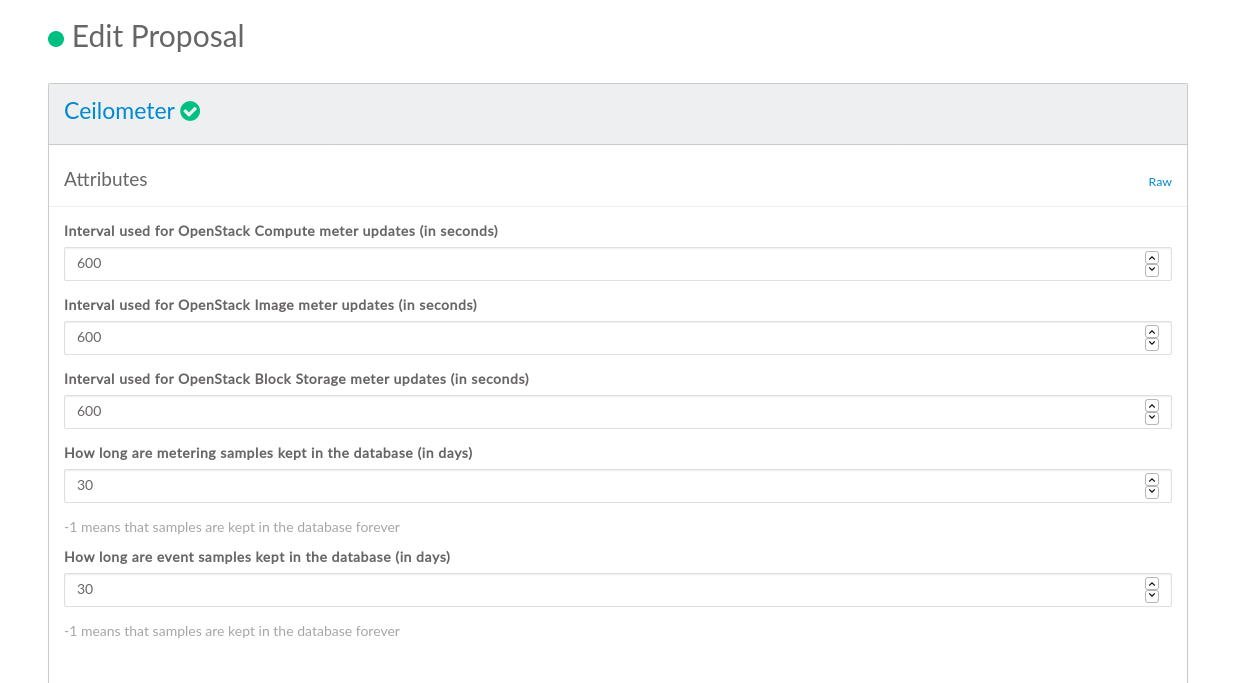 Edit Proposal
Ceilometer
Attributes
Raw
Interval used for OpenStack Compute meter updates (in seconds)
600
Interval used for OpenStack Image meter updates (in seconds)
600
Interval used for OpenStack Block Storage meter updates (in seconds)
600
How long are metering samples kept in the database (in days)
30
-1 means that samples are kept in the database forever
How long are event samples kept in the database (in days)
30
-1 means that samples are kept in the database forever